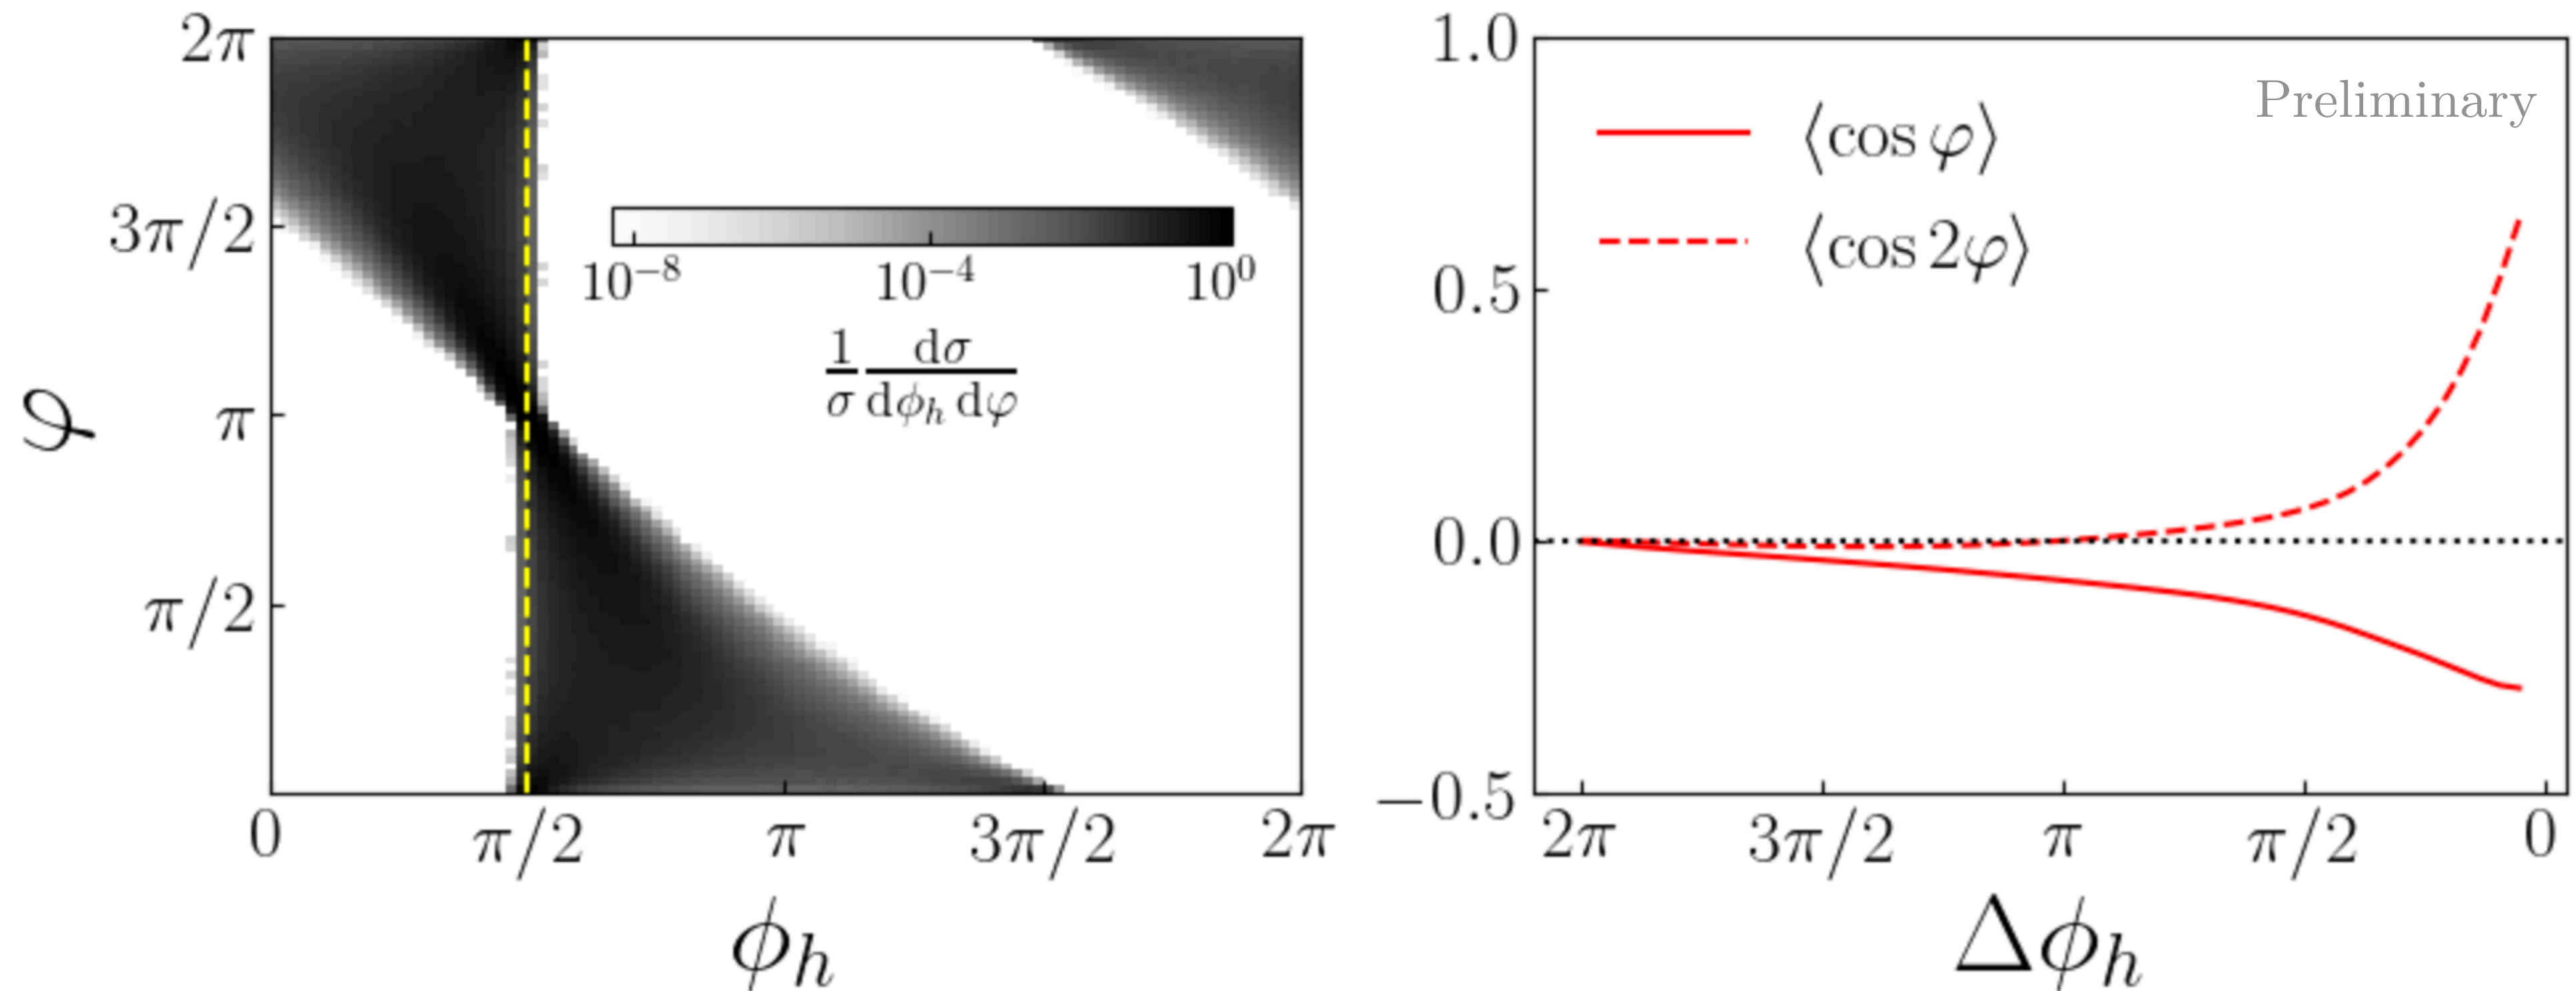 2π
3π/2
π
π/2
φ
10⁻⁸ 10⁻⁴ 10⁰
1/σ dσ/dϕₕ dφ
0 π/2 π 3π/2 2π
ϕₕ
1.0
0.5
0.0
−0.5
Preliminary
⟨cos φ⟩
⟨cos 2φ⟩
2π 3π/2 π π/2 0
Δϕₕ